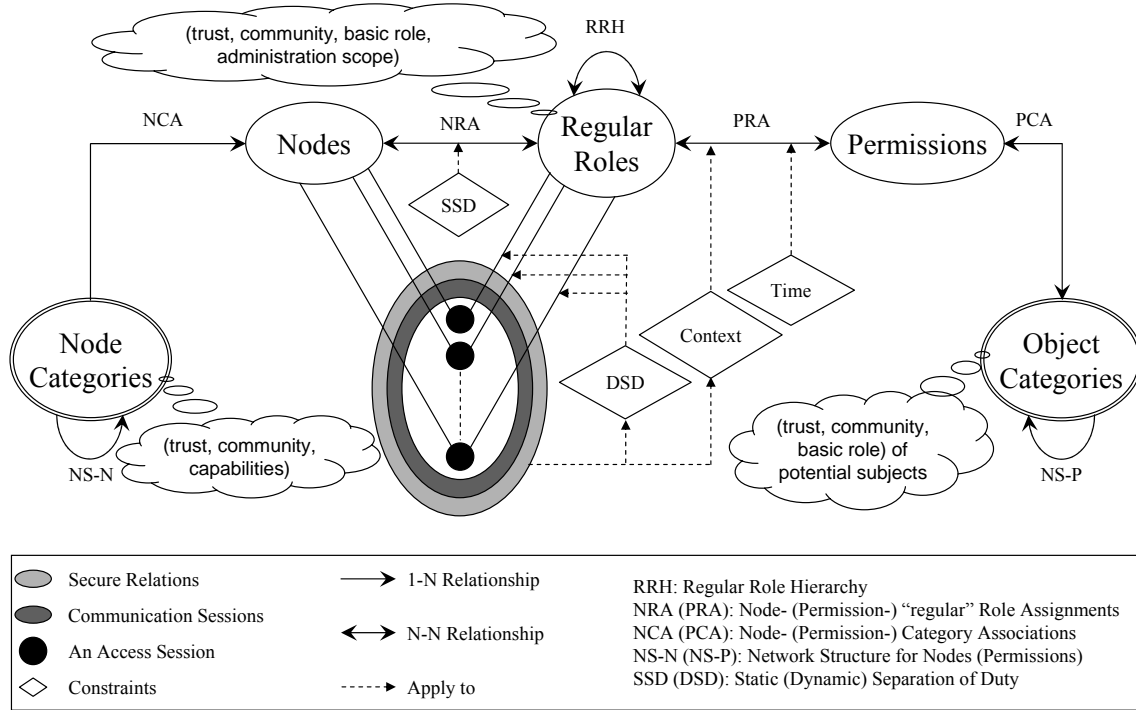 (trust, community, basic role,
administration scope)
RRH
NCA
NRA
PRA
PCA
Nodes
Regular
Roles
Permissions
SSD
Time
Context
DSD
Node
Categories
Object
Categories
NS-N
(trust, community,
capabilities)
(trust, community,
basic role) of
potential subjects
NS-P
Secure Relations
Communication Sessions
An Access Session
Constraints
1-N Relationship
N-N Relationship
Apply to
RRH: Regular Role Hierarchy
NRA (PRA): Node- (Permission-) “regular” Role Assignments
NCA (PCA): Node- (Permission-) Category Associations
NS-N (NS-P): Network Structure for Nodes (Permissions)
SSD (DSD): Static (Dynamic) Separation of Duty